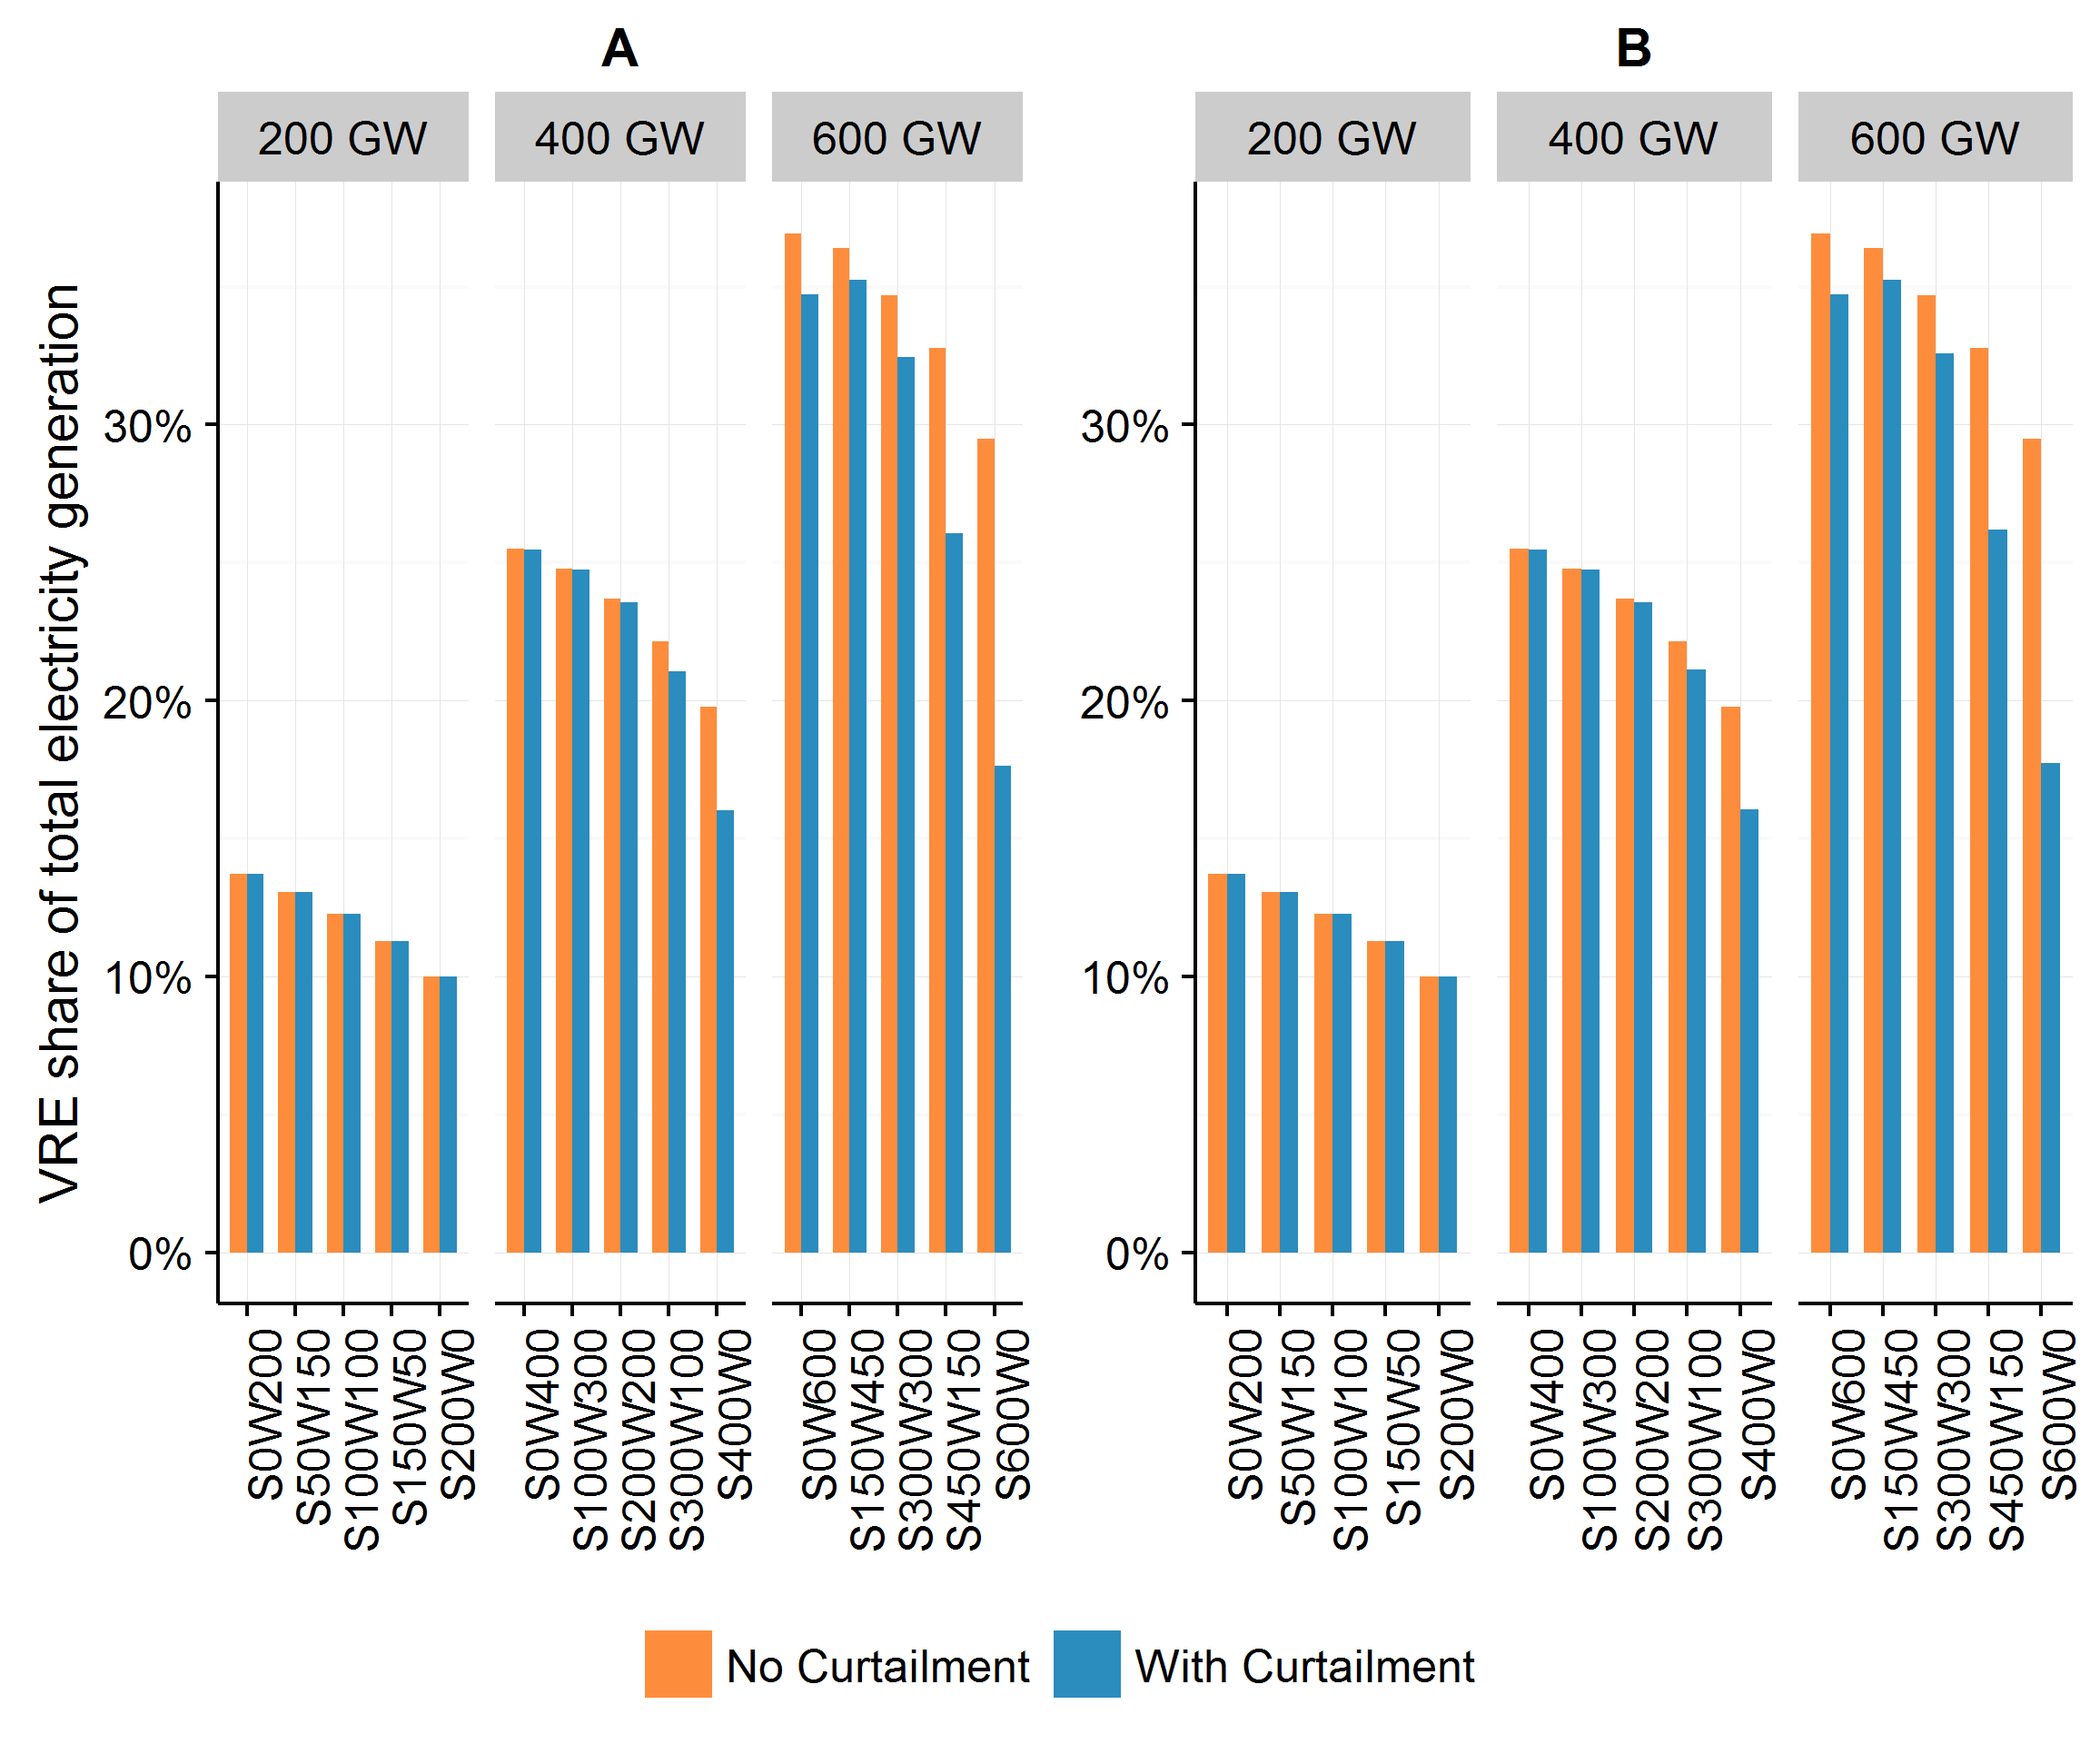 A
B
200 GW
400 GW
600 GW
200 GW
400 GW
600 GW
VRE share of total electricity generation
30%
20%
10%
0%
30%
20%
10%
0%
S0W200
S50W150
S100W100
S150W50
S200W0
S0W400
S100W300
S200W200
S300W100
S400W0
S0W600
S150W450
S300W300
S450W150
S600W0
S0W200
S50W150
S100W100
S150W50
S200W0
S0W400
S100W300
S200W200
S300W100
S400W0
S0W600
S150W450
S300W300
S450W150
S600W0
No Curtailment
With Curtailment